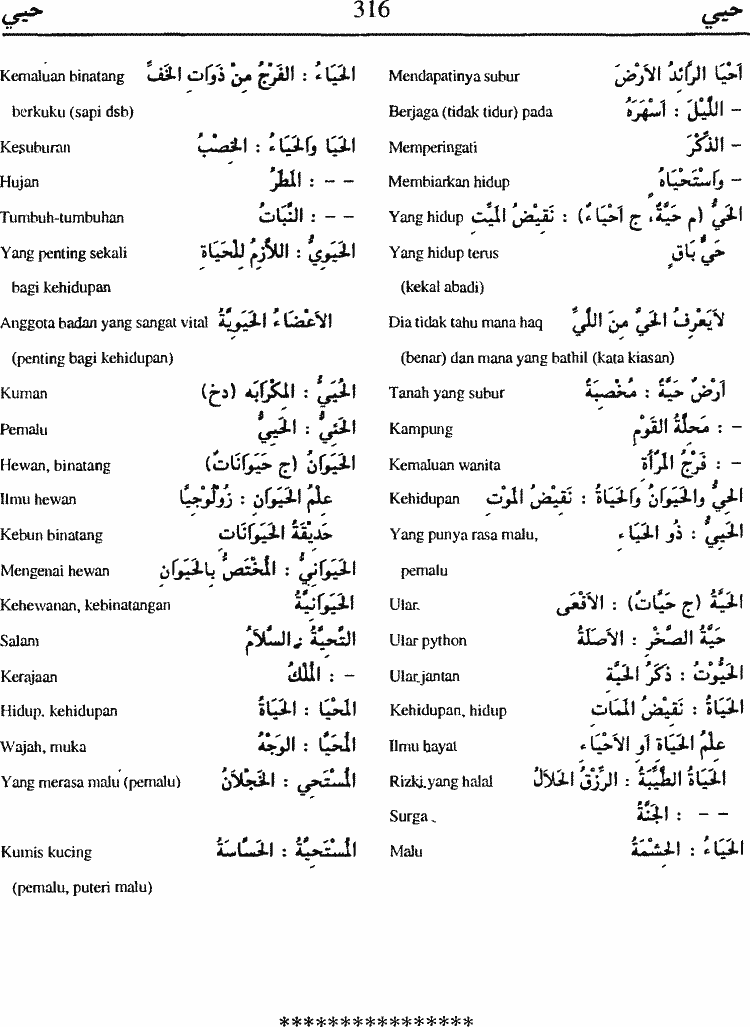 حيي 316 حيي
أَحْيَا الرَّائِدُ الأَرْضَ Mendapatinya subur
– اللَّيْلَ : أَسْهَرَهُ Berjaga (tidak tidur) pada
– الذِّكْرَ Memperingati
– وَاسْتَحْيَاهُ Membiarkan hidup
الحَيُّ (م حَيَّةٌ، ج أَحْيَاءٌ) : نَقِيْضُ المَيِّتِ Yang hidup
حَيٌّ بَاقٍ Yang hidup terus
(kekal abadi)
لاَيَعْرِفُ الحَيَّ مِنَ اللَّيِّ Dia tidak tahu mana haq
(benar) dan mana yang bathil (kata kiasan)
أَرْضٌ حَيَّةٌ : مُخْصِبَةٌ Tanah yang subur
– : مَحَلَّةُ القَوْمِ Kampung
– : فَرْجُ المَرْأَةِ Kemaluan wanita
الحِيُّ وَالحَيَوَانُ وَالحَيَاةُ : نَقِيْضُ المَوْتِ Kehidupan
الحَيِيُّ : ذُو الحَيَاءِ Yang punya rasa malu,
pemalu
الحَيَّةُ (ج حَيَّاتٌ) : الأَفْعَى Ular.
حَيَّةُ الصَّخْرِ : الأَصَلَةُ Ular python
الحَيُّوْتُ : ذَكَرُ الحَيَّةِ Ular jantan
الحَيَاةُ : نَقِيْضُ المَمَاتِ Kehidupan, hidup
عِلْمُ الحَيَاةِ أَوِ الأَحْيَاءِ Ilmu hayat
الحَيَاةُ الطَّيِّبَةُ : الرِّزْقُ الحَلاَلُ Rizki yang halal
– – : الجَنَّةُ Surga
الحَيَاءُ : الحِشْمَةُ Malu
الحَيَاءُ : الفَرْجُ مِنْ ذَوَاتِ الخُفِّ Kemaluan binatang
berkuku (sapi dsb)
الحَيَا وَالحَيَاءُ : الخِصْبُ Kesuburan
– – : المَطَرُ Hujan
– – : النَّبَاتُ Tumbuh-tumbuhan
الحَيَوِيُّ : اللاَّزِمُ لِلْحَيَاةِ Yang penting sekali
bagi kehidupan
الأَعْضَاءُ الحَيَوِيَّةُ Anggota badan yang sangat vital
(penting bagi kehidupan)
الحُيَيُّ : المِكْرَابَه (دخ) Kuman
الحَيِيُّ Pemalu
الحَيَوَانُ (ج حَيَوَانَاتٌ) Hewan, binatang
عِلْمُ الحَيَوَانِ : زُولُوجِيَّا Ilmu hewan
حَدِيْقَةُ الحَيَوَانَاتِ Kebun binatang
الحَيَوَانِيُّ : المُخْتَصُّ بِالحَيَوَانِ Mengenai hewan
الحَيَوَانِيَّةُ Kehewanan, kebinatangan
التَّحِيَّةُ : السَّلاَمُ Salam
– : المُلْكُ Kerajaan
المَحْيَا : الحَيَاةُ Hidup, kehidupan
المُحَيَّا : الوَجْهُ Wajah, muka
المُسْتَحِي : الخَجْلاَنُ Yang merasa malu (pemalu)
المُسْتَحِيَّةُ : الحَسَّاسَةُ Kumis kucing
(pemalu, puteri malu)
****************